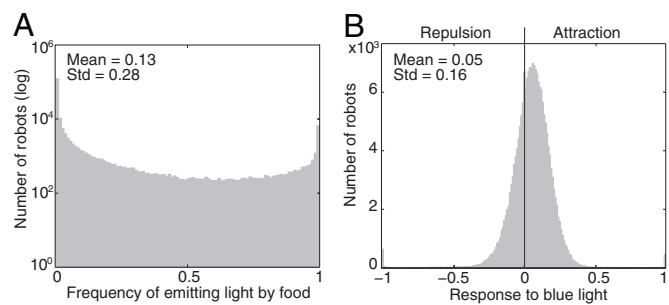 A
10⁶
10⁴
10²
10⁰
Number of robots (log)
Mean = 0.13
Std = 0.28
0
0.5
1
Frequency of emitting light by food
B
Repulsion
Attraction
x10³
6
4
2
0
Number of robots
Mean = 0.05
Std = 0.16
−1
−0.5
0
0.5
1
Response to blue light